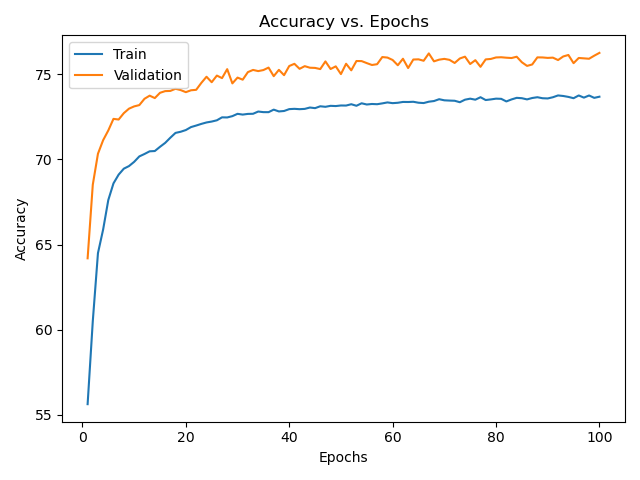 Accuracy vs. Epochs
Train
Validation
Accuracy
75
70
65
60
55
0 20 40 60 80 100
Epochs